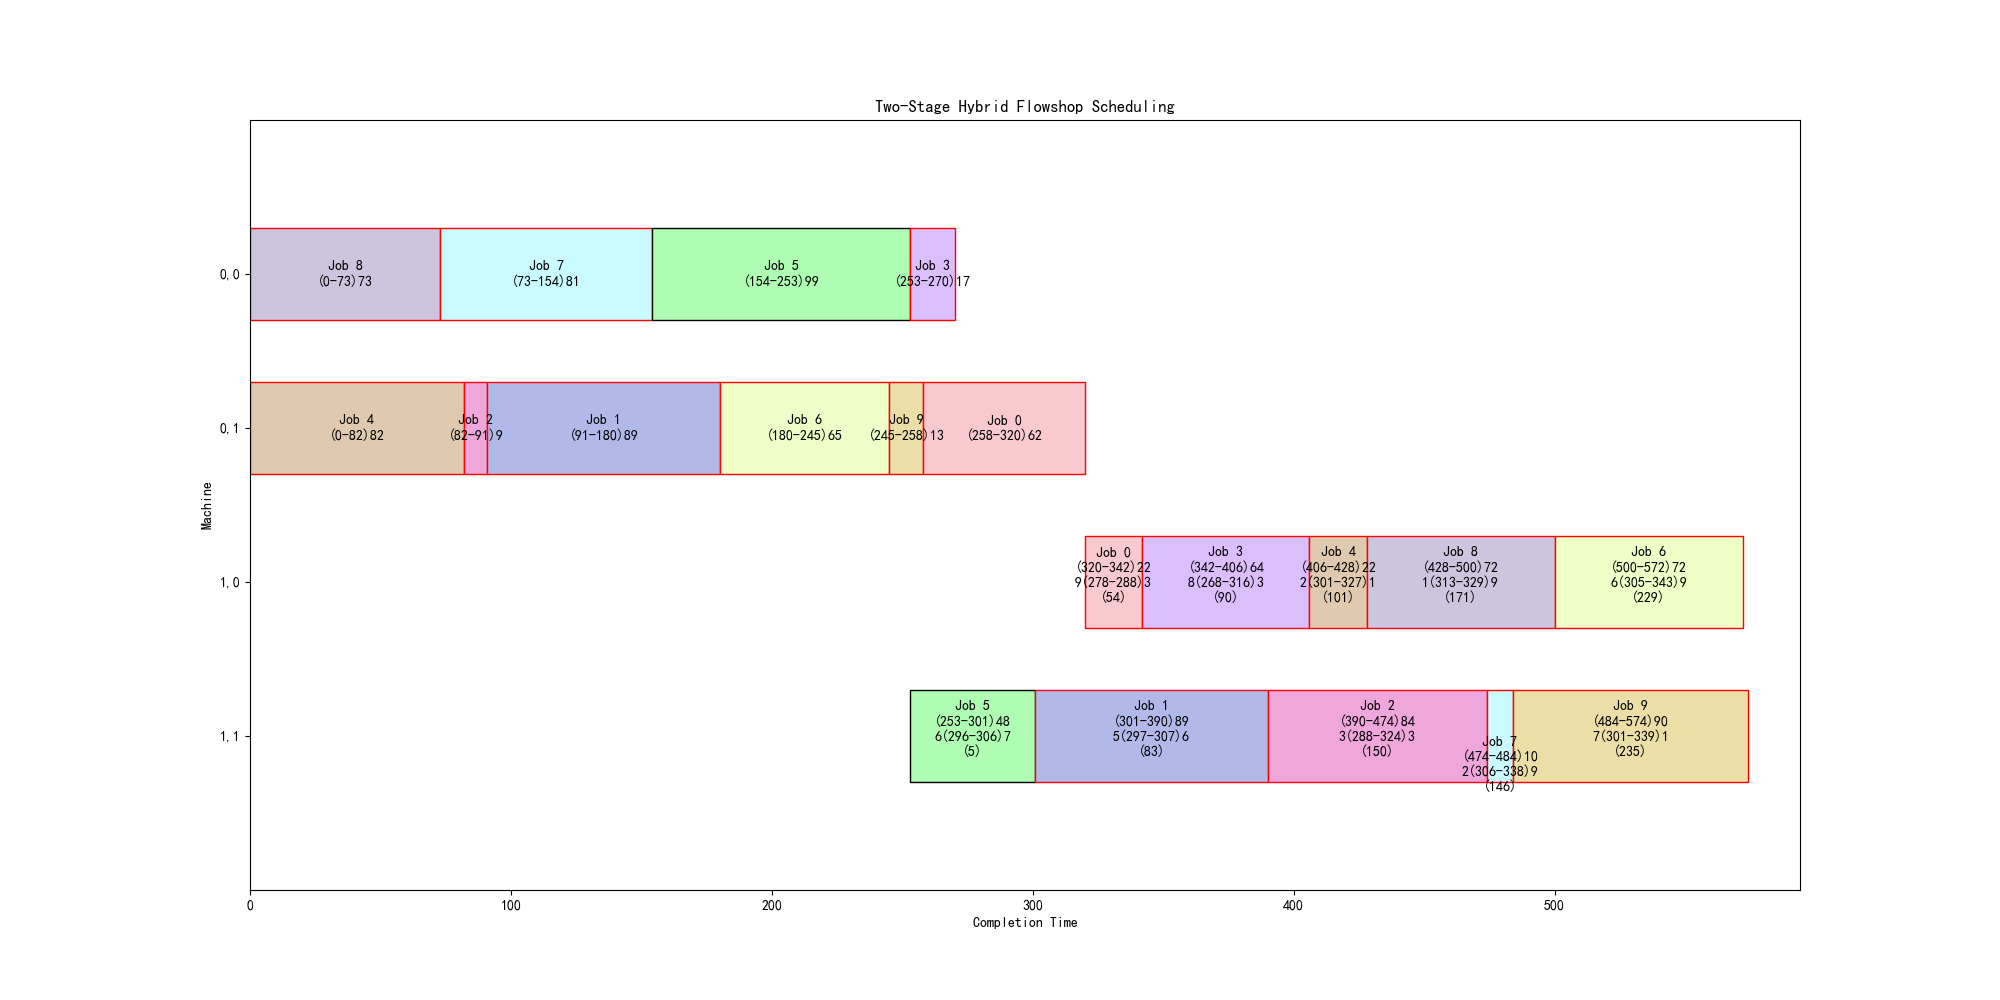 Two-Stage Hybrid Flowshop Scheduling
0,0
Job 8
(0-73)73
Job 7
(73-154)81
Job 5
(154-253)99
Job 3
(253-270)17
0,1
Job 4
(0-82)82
Job 2
(82-91)9
Job 1
(91-180)89
Job 6
(180-245)65
Job 9
(245-258)13
Job 0
(258-320)62
Machine
1,0
Job 0
(320-342)22
9(278-288)3
(54)
Job 3
(342-406)64
8(268-316)3
(90)
Job 4
(406-428)22
2(301-327)1
(101)
Job 8
(428-500)72
1(313-329)9
(171)
Job 6
(500-572)72
6(305-343)9
(229)
1,1
Job 5
(253-301)48
6(296-306)7
(5)
Job 1
(301-390)89
5(297-307)6
(83)
Job 2
(390-474)84
3(288-324)3
(150)
Job 7
(474-484)10
2(306-338)9
(146)
Job 9
(484-574)90
7(301-339)1
(235)
0
100
200
300
400
500
Completion Time